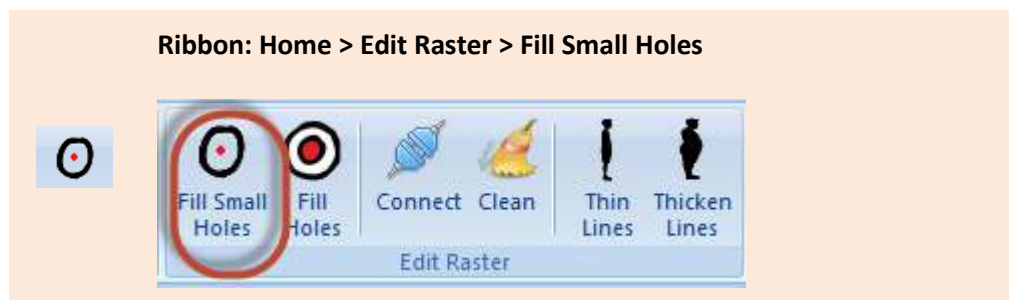 Ribbon: Home > Edit Raster > Fill Small Holes
Fill Small Fill Connect Clean Thin Thicken
Holes Holes Lines Lines
Edit Raster